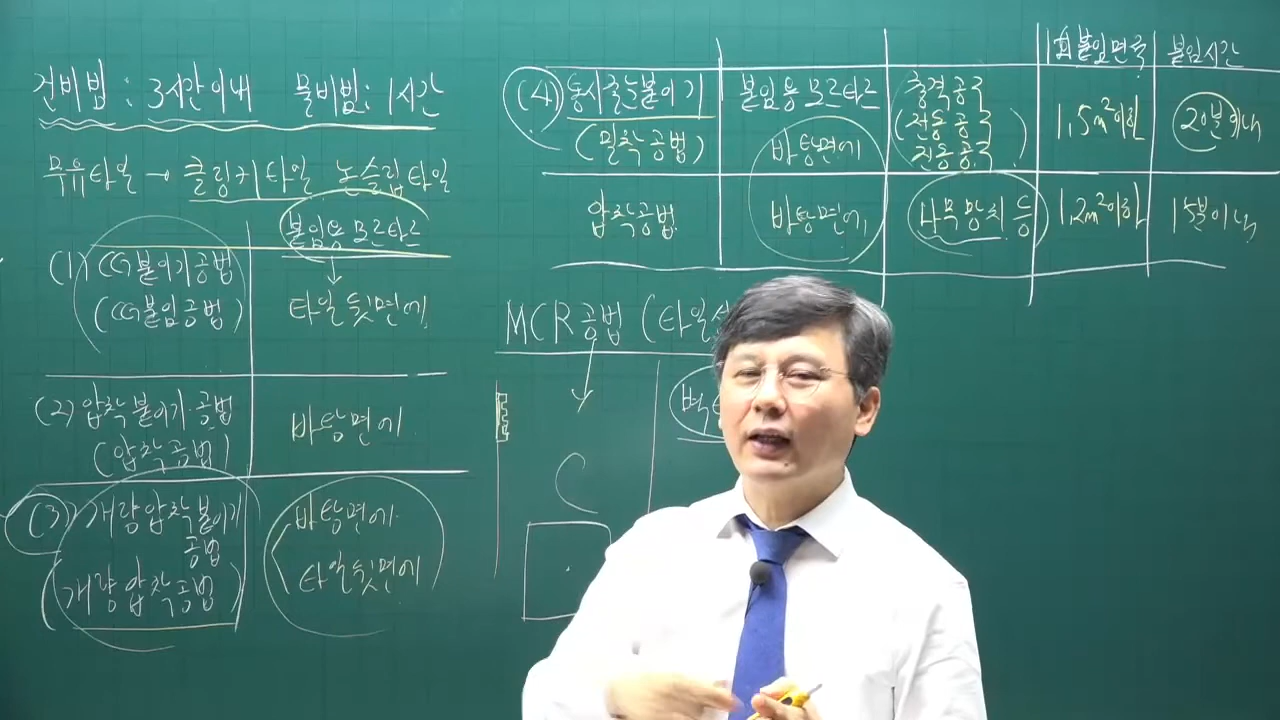 건비빔 : 3시간 이내 물비빔 : 1시간
무유타일 → 클링커타일 논슬립타일
붙임용 모르타르
(1) 떠붙이기공법
(떠붙임공법)
타일 뒷면에
(2) 압착붙이기 공법
(압착공법)
바탕면에
(3) 개량압착붙이기
공법
(개량압착공법)
바탕면에
타일뒷면에
1회붙임면적
붙임시간
(4) 동시줄눈붙이기
(밀착공법)
붙임용 모르타르
바탕면에
충격공구
(진동공구)
진동공구
1.5m²이하
20분이내
압착공법
바탕면에
나무망치 등
1.2m²이하
15분이내
MCR공법 (타일
C